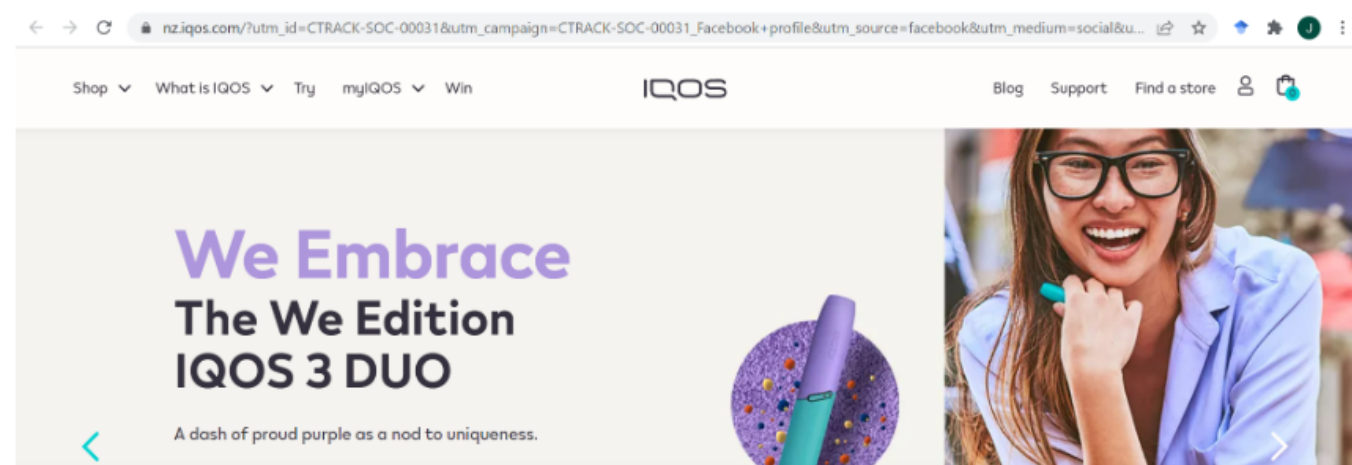 nz.iqos.com/?utm_id=CTRACK-SOC-00031&utm_campaign=CTRACK-SOC-00031_Facebook+profile&utm_source=facebook&utm_medium=social&u...
J
Shop What is IQOS Try myIQOS Win IQOS Blog Support Find a store
0
We Embrace
The We Edition
IQOS 3 DUO
A dash of proud purple as a nod to uniqueness.